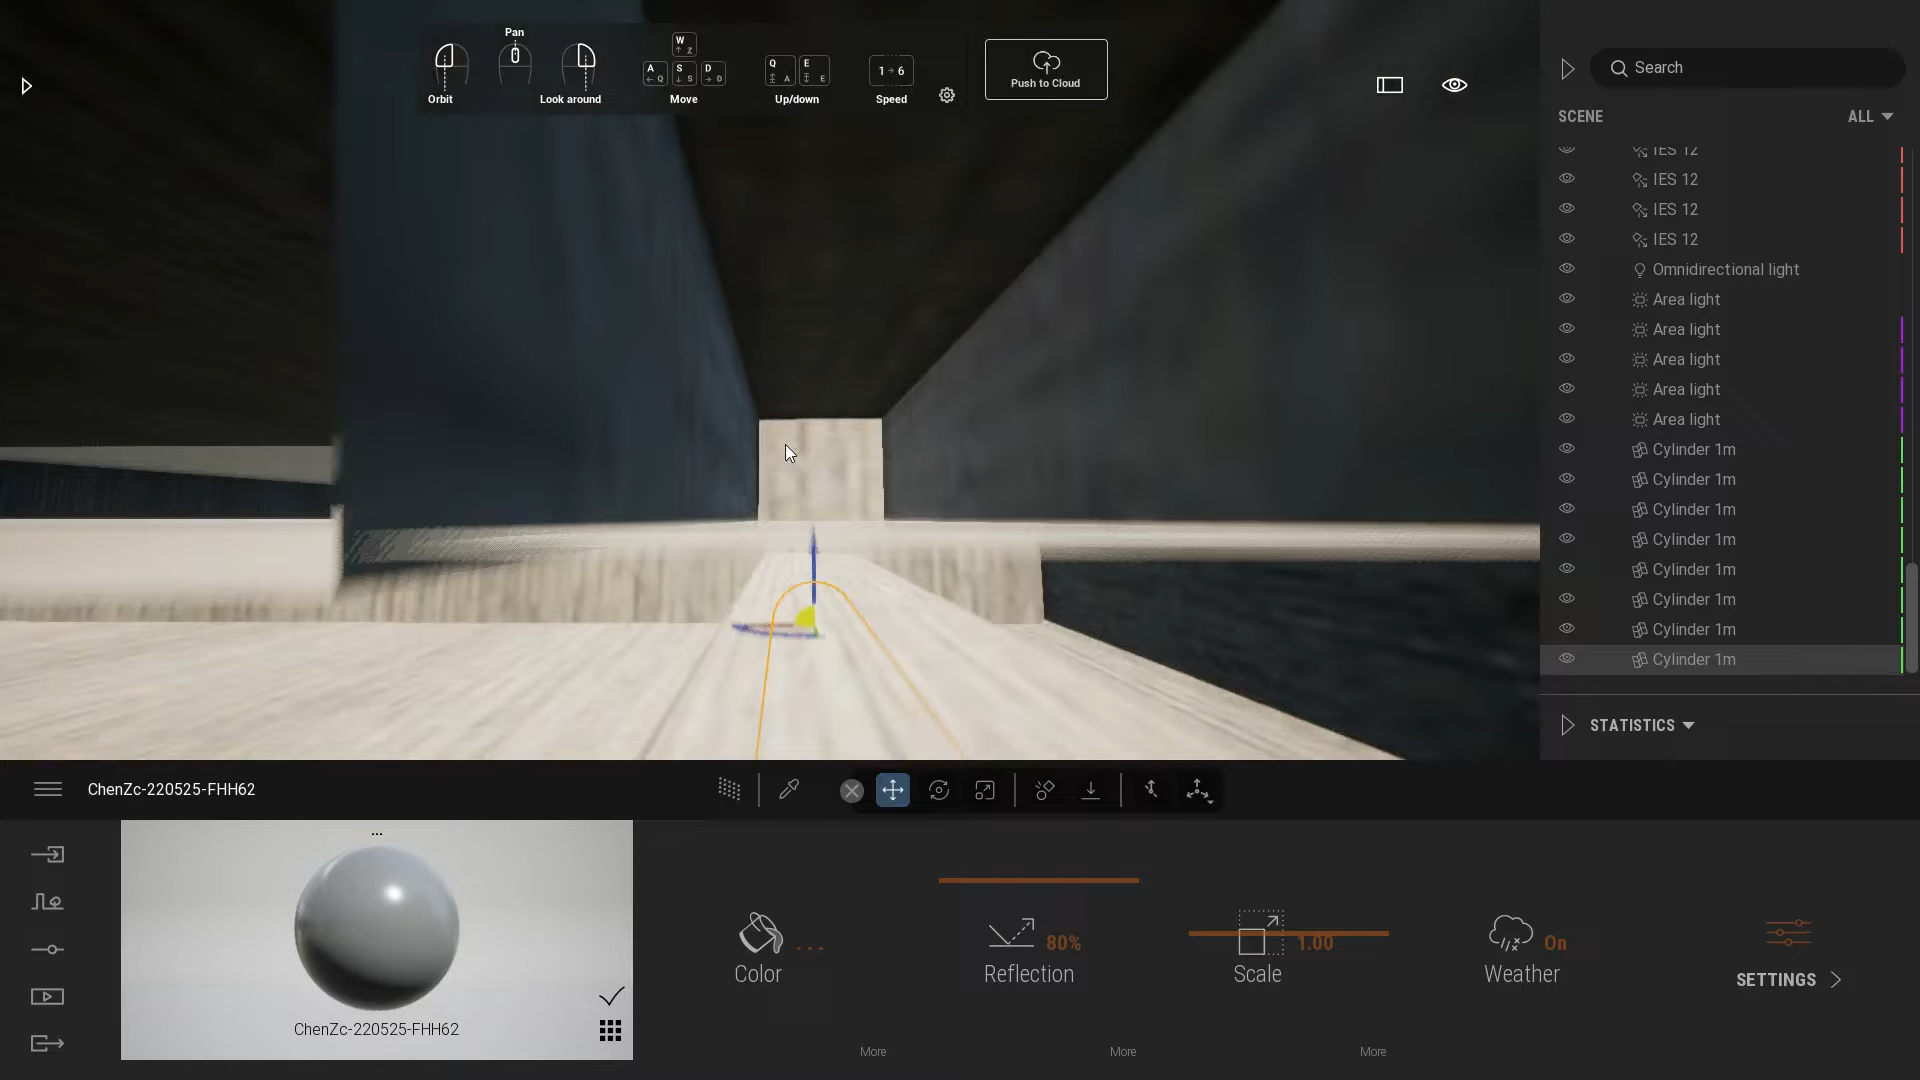 Pan
Orbit
Look around
W
Z
A
Q
S
S
D
D
Move
Q
A
E
E
Up/down
1 6
Speed
Push to Cloud
Search
SCENE
ALL
IES 12
IES 12
IES 12
IES 12
Omnidirectional light
Area light
Area light
Area light
Area light
Area light
Cylinder 1m
Cylinder 1m
Cylinder 1m
Cylinder 1m
Cylinder 1m
Cylinder 1m
Cylinder 1m
Cylinder 1m
STATISTICS
ChenZc-220525-FHH62
...
ChenZc-220525-FHH62
Color ...
Reflection 80%
Scale 1.00
Weather On
SETTINGS
More
More
More